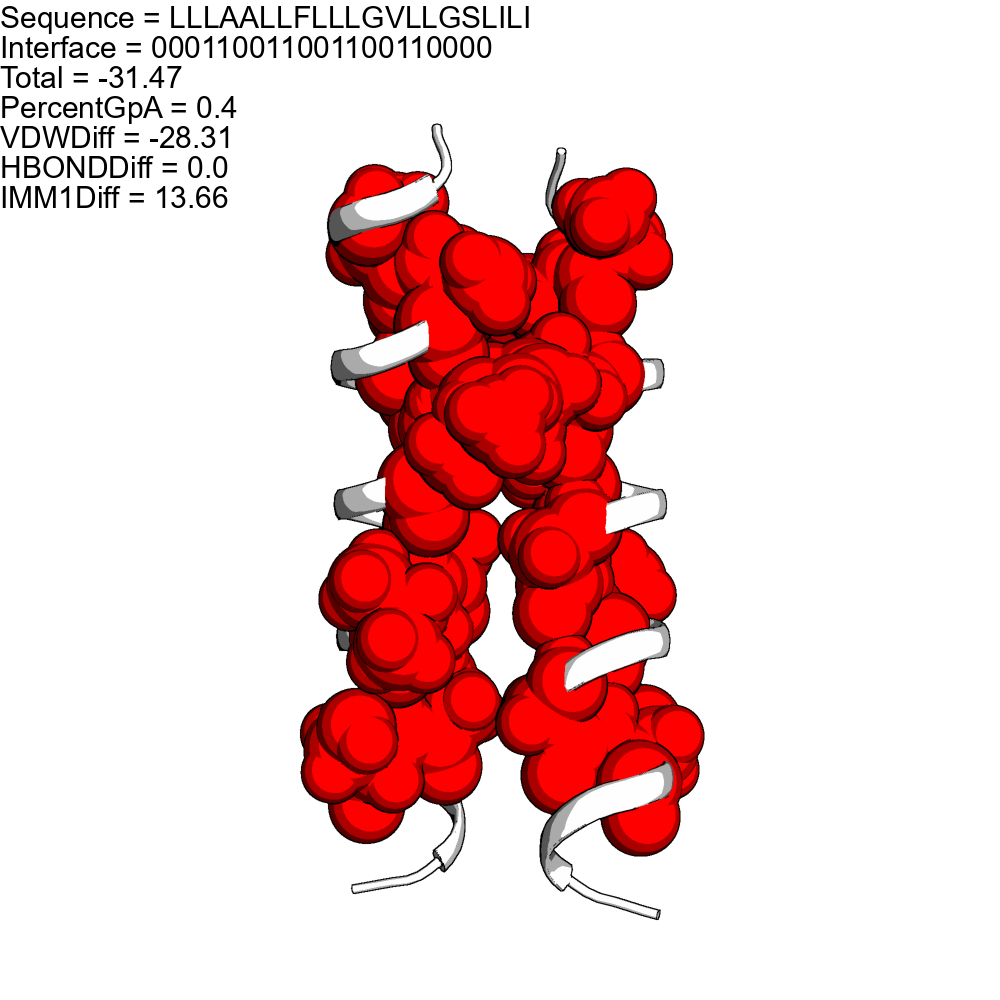 Sequence = LLLAALLFLLLGVLLGSLILI
Interface = 000110011001100110000
Total = -31.47
PercentGpA = 0.4
VDWDiff = -28.31
HBONDDiff = 0.0
IMM1Diff = 13.66